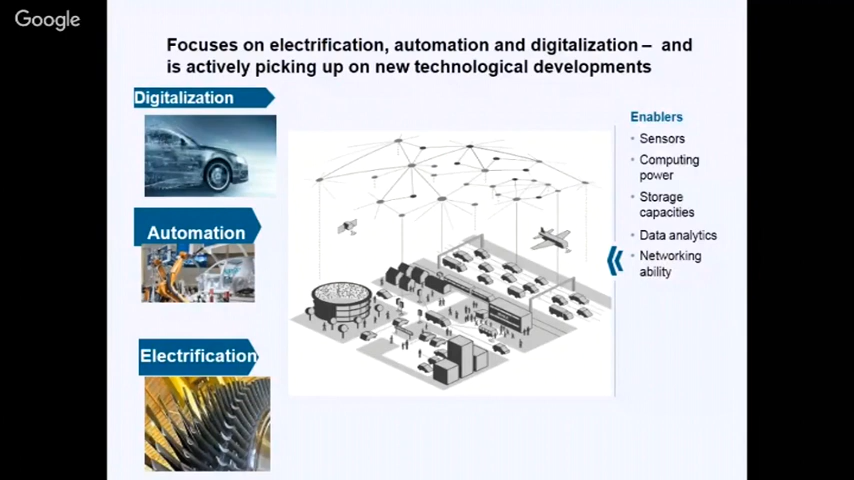 Google
Focuses on electrification, automation and digitalization – and
is actively picking up on new technological developments
Digitalization
Automation
Electrification
Enablers
• Sensors
• Computing
power
• Storage
capacities
• Data analytics
• Networking
ability